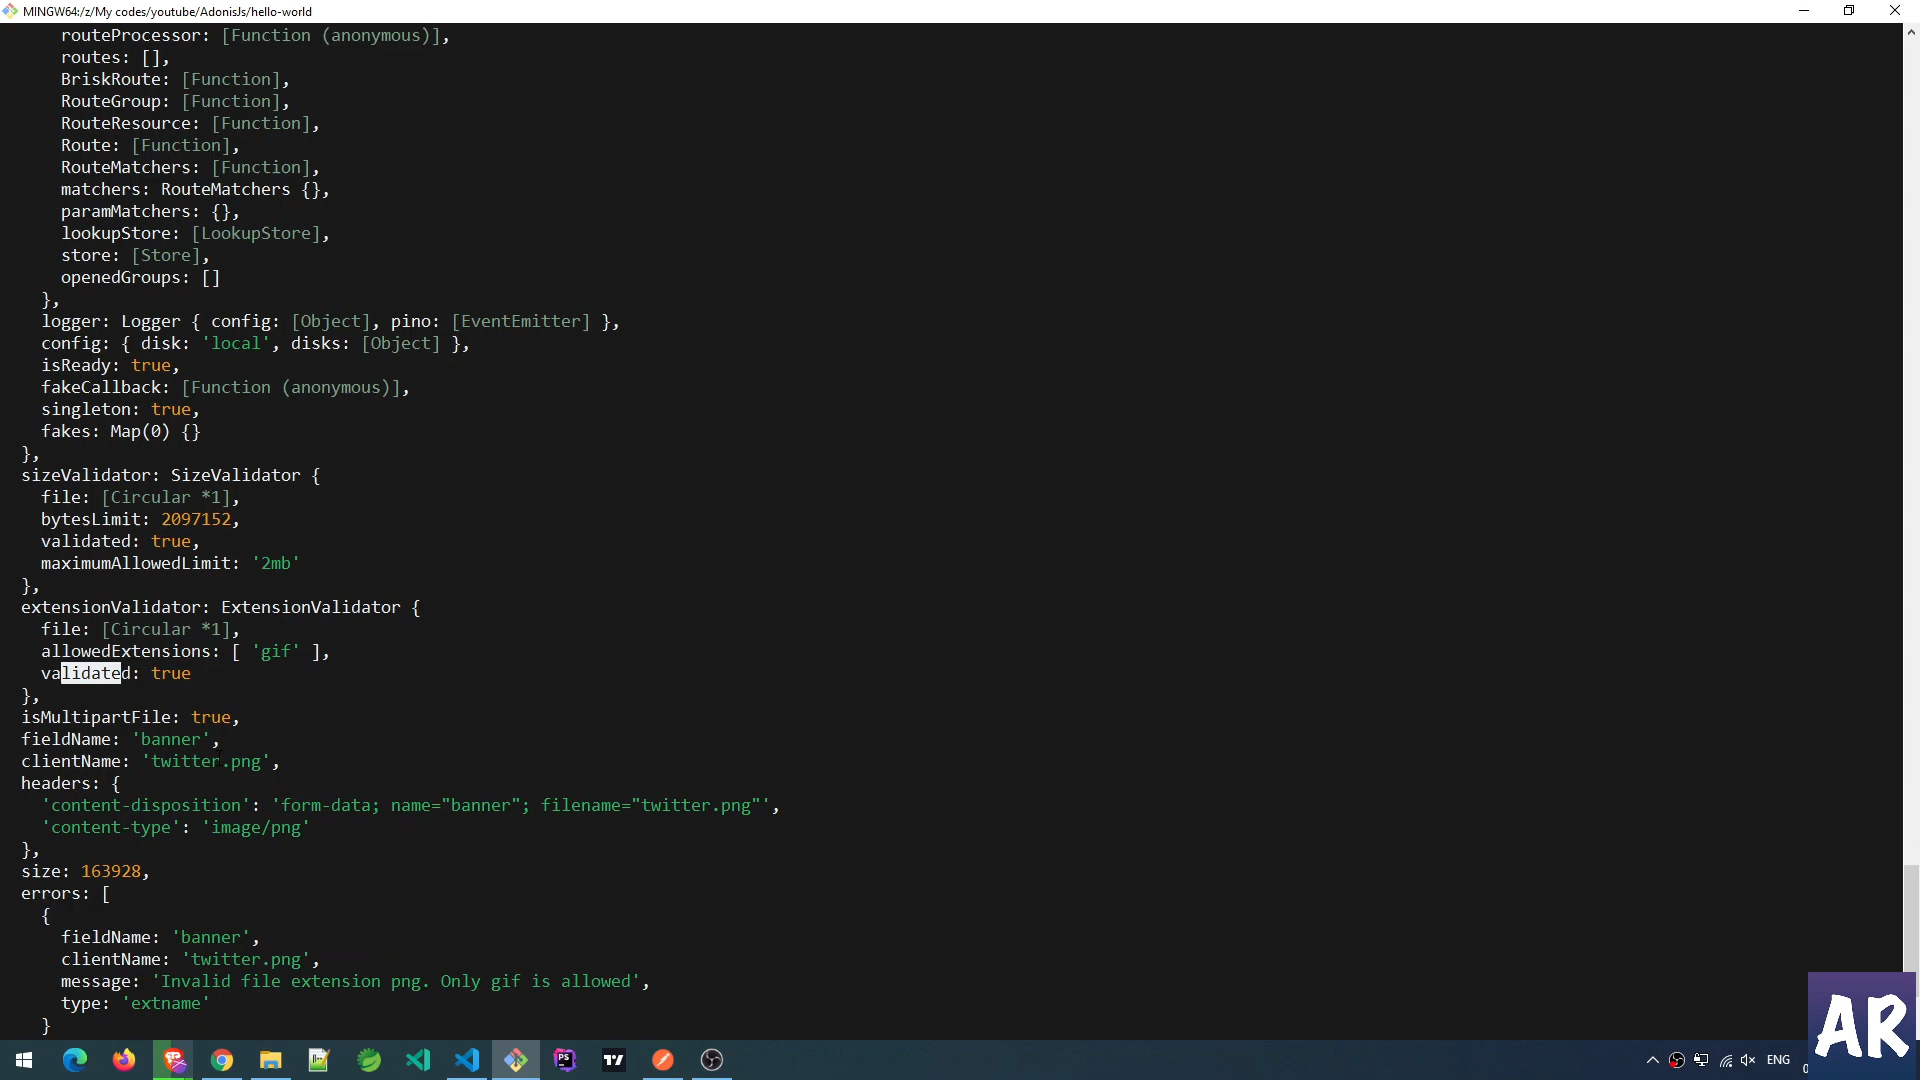 MINGW64:/z/My codes/youtube/AdonisJs/hello-world
routeProcessor: [Function (anonymous)],
routes: [],
BriskRoute: [Function],
RouteGroup: [Function],
RouteResource: [Function],
Route: [Function],
RouteMatchers: [Function],
matchers: RouteMatchers {},
paramMatchers: {},
lookupStore: [LookupStore],
store: [Store],
openedGroups: []
},
logger: Logger { config: [Object], pino: [EventEmitter] },
config: { disk: 'local', disks: [Object] },
isReady: true,
fakeCallback: [Function (anonymous)],
singleton: true,
fakes: Map(0) {}
},
sizeValidator: SizeValidator {
file: [Circular *1],
bytesLimit: 2097152,
validated: true,
maximumAllowedLimit: '2mb'
},
extensionValidator: ExtensionValidator {
file: [Circular *1],
allowedExtensions: [ 'gif' ],
validated: true
},
isMultipartFile: true,
fieldName: 'banner',
clientName: 'twitter.png',
headers: {
'content-disposition': 'form-data; name="banner"; filename="twitter.png"',
'content-type': 'image/png'
},
size: 163928,
errors: [
{
fieldName: 'banner',
clientName: 'twitter.png',
message: 'Invalid file extension png. Only gif is allowed',
type: 'extname'
}
PS
ENG
AR